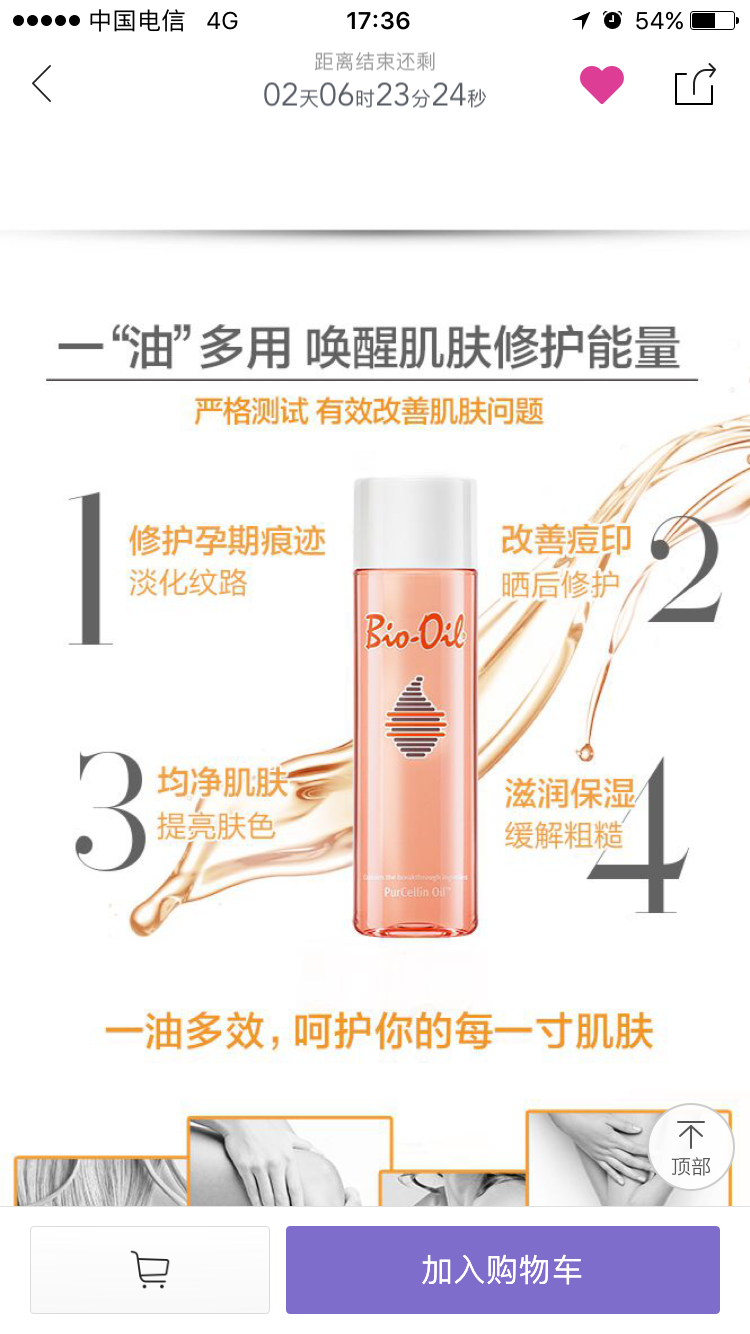 中国电信 4G 17:36 54%
距离结束还剩
02天06时23分24秒
一“油”多用 唤醒肌肤修护能量
严格测试 有效改善肌肤问题
1
修护孕期痕迹
淡化纹路
改善痘印
晒后修护
2
Bio-Oil
3
均净肌肤
提亮肤色
滋润保湿
缓解粗糙
4
the breakthrough
PurCellin Oil™
一油多效，呵护你的每一寸肌肤
顶部
加入购物车